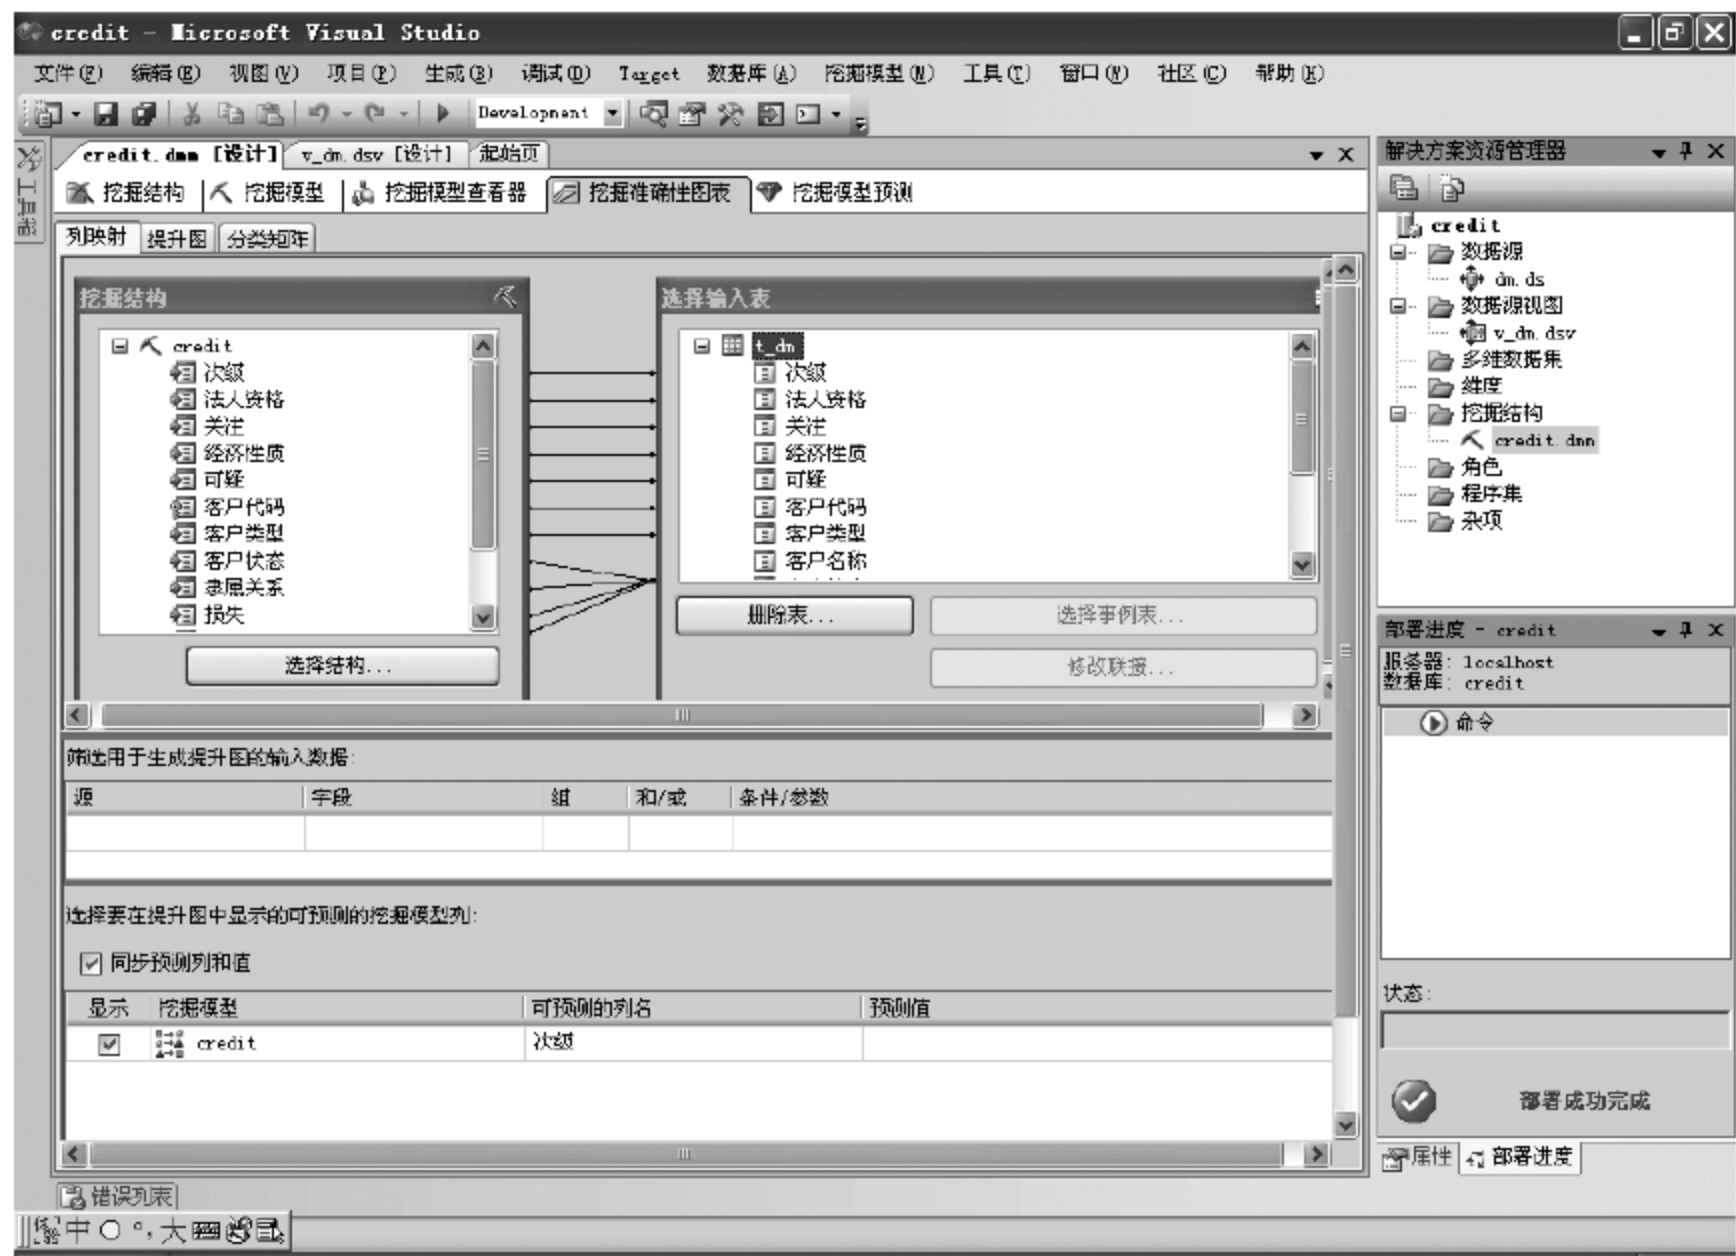 credit - Microsoft Visual Studio
文件(F) 编辑(E) 视图(V) 项目(P) 生成(B) 调试(D) Target 数据库(A) 挖掘模型(M) 工具(T) 窗口(W) 社区(C) 帮助(H)
Development
工具箱
credit.dmm [设计] v_dm.dsv [设计] 起始页
挖掘结构 挖掘模型 挖掘模型查看器 挖掘准确性图表 挖掘模型预测
列映射 提升图 分类矩阵
挖掘结构
credit
次级
法人资格
关注
经济性质
可疑
客户代码
客户类型
客户状态
隶属关系
损失
选择结构...
选择输入表
t_dm
次级
法人资格
关注
经济性质
可疑
客户代码
客户类型
客户名称
删除表...
选择事例表...
修改联接...
筛选用于生成提升图的输入数据:
源 字段 组 和/或 条件/参数
选择要在提升图中显示的可预测的挖掘模型列:
同步预测列和值
显示 挖掘模型 可预测的列名 预测值
credit 次级
错误列表
中 大
解决方案资源管理器
credit
数据源
dm.ds
数据源视图
v_dm.dsv
多维数据集
维度
挖掘结构
credit.dmm
角色
程序集
杂项
部署进度 - credit
服务器: localhost
数据库: credit
命令
状态:
部署成功完成
属性 部署进度